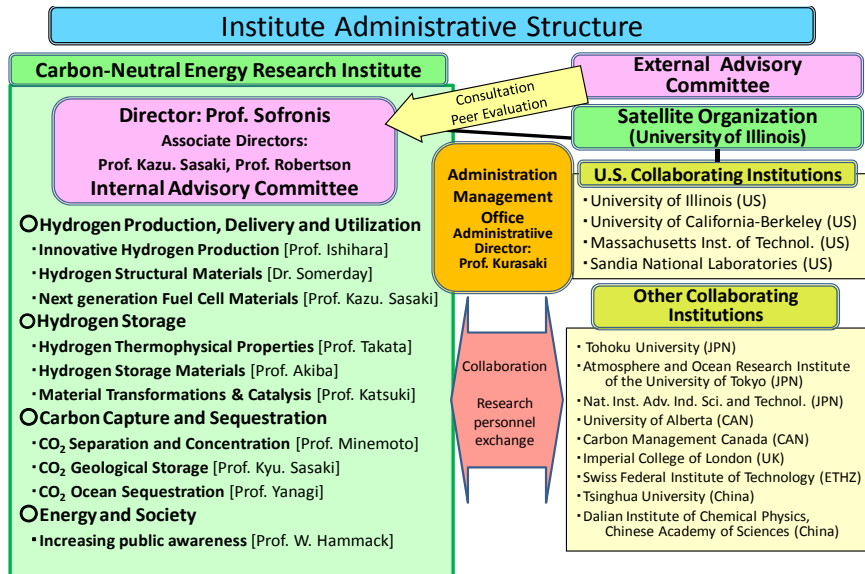 Institute Administrative Structure
Carbon-Neutral Energy Research Institute
Director: Prof. Sofronis
Associate Directors:
Prof. Kazu. Sasaki, Prof. Robertson
Internal Advisory Committee
○Hydrogen Production, Delivery and Utilization
・Innovative Hydrogen Production [Prof. Ishihara]
・Hydrogen Structural Materials [Dr. Somerday]
・Next generation Fuel Cell Materials [Prof. Kazu. Sasaki]
○Hydrogen Storage
・Hydrogen Thermophysical Properties [Prof. Takata]
・Hydrogen Storage Materials [Prof. Akiba]
・Material Transformations & Catalysis [Prof. Katsuki]
○Carbon Capture and Sequestration
・CO₂ Separation and Concentration [Prof. Minemoto]
・CO₂ Geological Storage [Prof. Kyu. Sasaki]
・CO₂ Ocean Sequestration [Prof. Yanagi]
○Energy and Society
・Increasing public awareness [Prof. W. Hammack]
Consultation
Peer Evaluation
Administration
Management
Office
Administratiive
Director:
Prof. Kurasaki
Collaboration
Research
personnel
exchange
External Advisory
Committee
Satellite Organization
(University of Illinois)
U.S. Collaborating Institutions
・University of Illinois (US)
・University of California-Berkeley (US)
・Massachusetts Inst. of Technol. (US)
・Sandia National Laboratories (US)
Other Collaborating
Institutions
・Tohoku University (JPN)
・Atmosphere and Ocean Research Institute
of the University of Tokyo (JPN)
・Nat. Inst. Adv. Ind. Sci. and Technol. (JPN)
・University of Alberta (CAN)
・Carbon Management Canada (CAN)
・Imperial College of London (UK)
・Swiss Federal Institute of Technology (ETHZ)
・Tsinghua University (China)
・Dalian Institute of Chemical Physics,
Chinese Academy of Sciences (China)